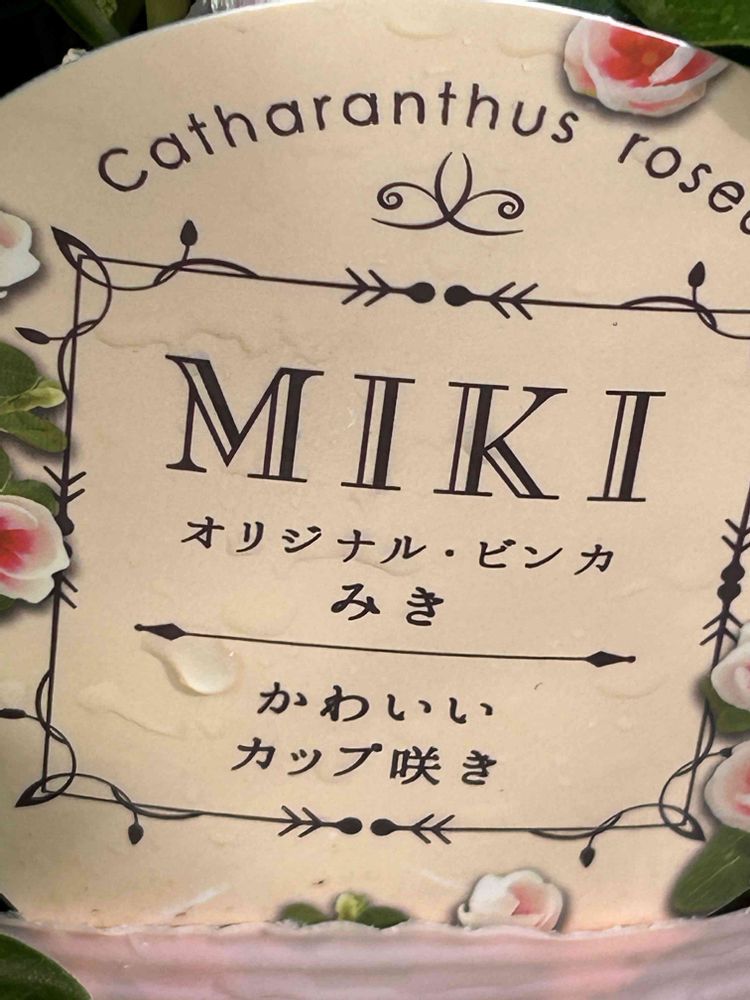 Catharanthus roseu
MIKI
オリジナル・ビンカ
みき
かわいい
カップ咲き